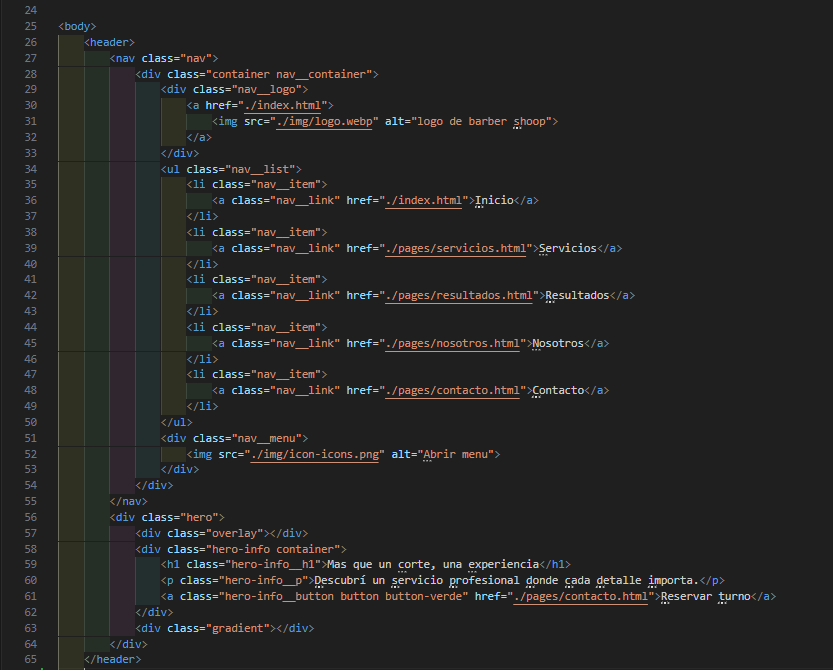 24
25 <body>
26     <header>
27         <nav class="nav">
28             <div class="container nav__container">
29                 <div class="nav__logo">
30                     <a href="./index.html">
31                         <img src="./img/logo.webp" alt="logo de barber shoop">
32                     </a>
33                 </div>
34                 <ul class="nav__list">
35                     <li class="nav__item">
36                         <a class="nav__link" href="./index.html">Inicio</a>
37                     </li>
38                     <li class="nav__item">
39                         <a class="nav__link" href="./pages/servicios.html">Servicios</a>
40                     </li>
41                     <li class="nav__item">
42                         <a class="nav__link" href="./pages/resultados.html">Resultados</a>
43                     </li>
44                     <li class="nav__item">
45                         <a class="nav__link" href="./pages/nosotros.html">Nosotros</a>
46                     </li>
47                     <li class="nav__item">
48                         <a class="nav__link" href="./pages/contacto.html">Contacto</a>
49                     </li>
50                 </ul>
51                 <div class="nav__menu">
52                     <img src="./img/icon-icons.png" alt="Abrir menu">
53                 </div>
54             </div>
55         </nav>
56         <div class="hero">
57             <div class="overlay"></div>
58             <div class="hero-info container">
59                 <h1 class="hero-info__h1">Mas que un corte, una experiencia</h1>
60                 <p class="hero-info__p">Descubrí un servicio profesional donde cada detalle importa.</p>
61                 <a class="hero-info__button button button-verde" href="./pages/contacto.html">Reservar turno</a>
62             </div>
63             <div class="gradient"></div>
64         </div>
65     </header>